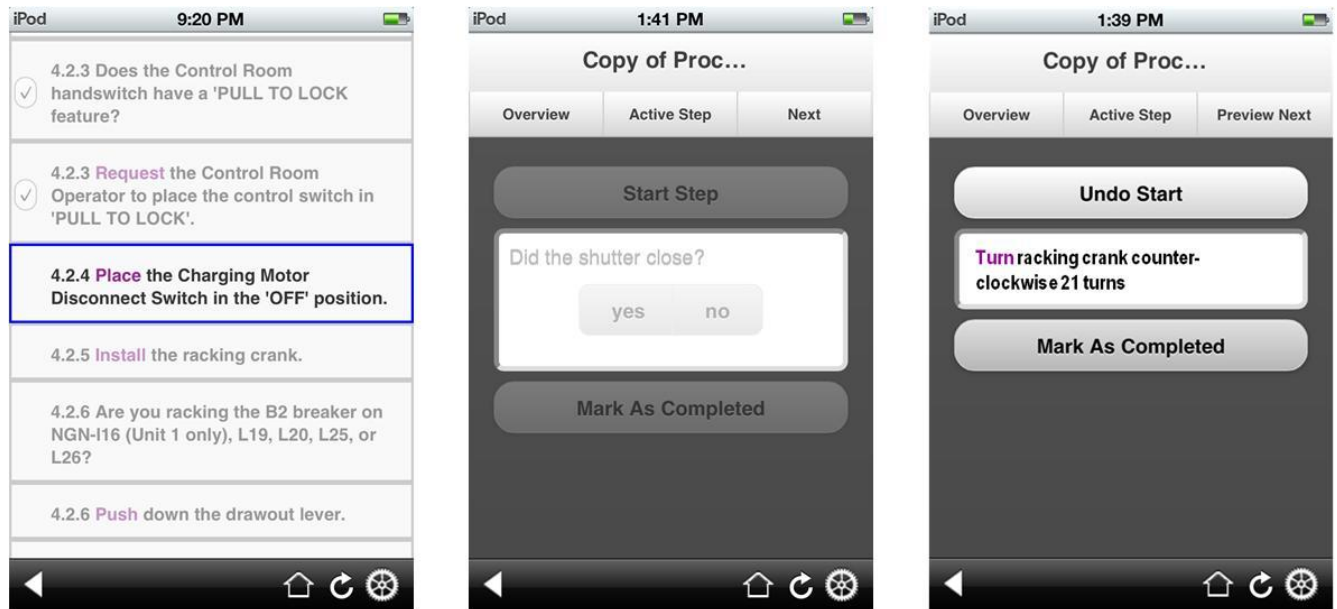 iPod 9:20 PM
4.2.3 Does the Control Room
handswitch have a 'PULL TO LOCK
feature?
4.2.3 Request the Control Room
Operator to place the control switch in
'PULL TO LOCK'.
4.2.4 Place the Charging Motor
Disconnect Switch in the 'OFF' position.
4.2.5 Install the racking crank.
4.2.6 Are you racking the B2 breaker on
NGN-I16 (Unit 1 only), L19, L20, L25, or
L26?
4.2.6 Push down the drawout lever.
iPod 1:41 PM
Copy of Proc...
Overview Active Step Next
Start Step
Did the shutter close?
yes no
Mark As Completed
iPod 1:39 PM
Copy of Proc...
Overview Active Step Preview Next
Undo Start
Turn racking crank counter-
clockwise 21 turns
Mark As Completed